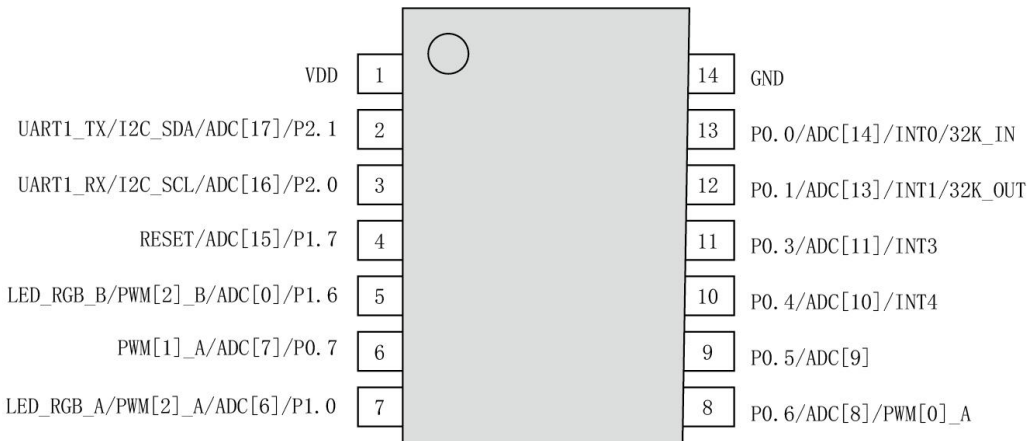 VDD 1 14 GND
UART1_TX/I2C_SDA/ADC[17]/P2.1 2 13 P0.0/ADC[14]/INT0/32K_IN
UART1_RX/I2C_SCL/ADC[16]/P2.0 3 12 P0.1/ADC[13]/INT1/32K_OUT
RESET/ADC[15]/P1.7 4 11 P0.3/ADC[11]/INT3
LED_RGB_B/PWM[2]_B/ADC[0]/P1.6 5 10 P0.4/ADC[10]/INT4
PWM[1]_A/ADC[7]/P0.7 6 9 P0.5/ADC[9]
LED_RGB_A/PWM[2]_A/ADC[6]/P1.0 7 8 P0.6/ADC[8]/PWM[0]_A